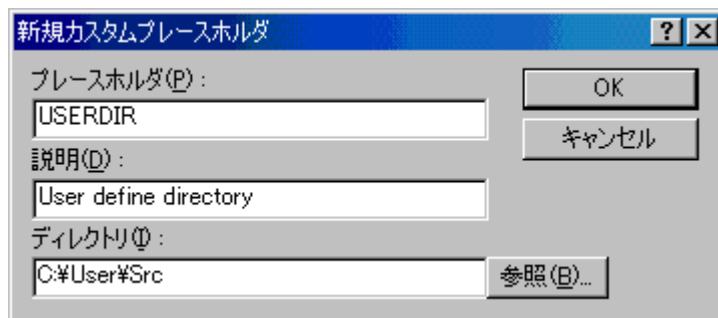 新規カスタムプレースホルダ
プレースホルダ(P) :
USERDIR
OK
キャンセル
説明(D) :
User define directory
ディレクトリ(I) :
C:¥User¥Src
参照(B)...